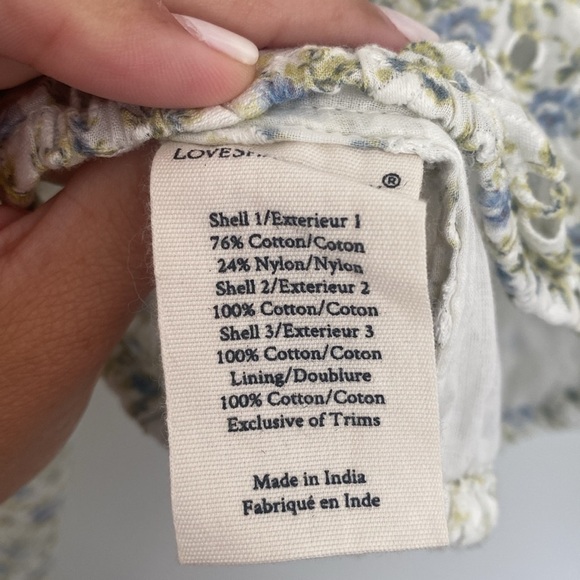 ®
Shell 1/Exterieur 1
76% Cotton/Coton
24% Nylon/Nylon
Shell 2/Exterieur 2
100% Cotton/Coton
Shell 3/Exterieur 3
100% Cotton/Coton
Lining/Doublure
100% Cotton/Coton
Exclusive of Trims
Made in India
Fabriqué en Inde